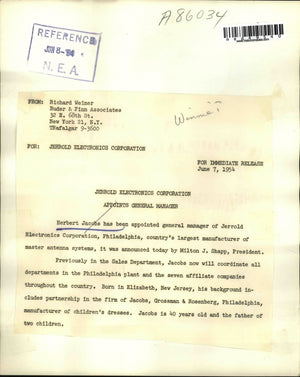 A86034
REFERENCE
JUN 8-'54
N. E. A.
FROM: Richard Weiner
Ruder & Finn Associates
32 E. 68th St.
New York 21, N.Y.
TRafalgar 9-3600
FOR: JERROLD ELECTRONICS CORPORATION
FOR IMMEDIATE RELEASE
June 7, 1954
JERROLD ELECTRONICS CORPORATION
APPOINTS GENERAL MANAGER
Herbert Jacobs has been appointed general manager of Jerrold
Electronics Corporation, Philadelphia, country's largest manufacturer of
master antenna systems, it was announced today by Milton J. Shapp, President.
Previously in the Sales Department, Jacobs now will coordinate all
departments in the Philadelphia plant and the seven affiliate companies
throughout the country. Born in Elizabeth, New Jersey, his background in-
cludes partnership in the firm of Jacobs, Grossman & Rosenberg, Philadelphia,
manufacturer of children's dresses. Jacobs is 40 years old and the father of
two children.